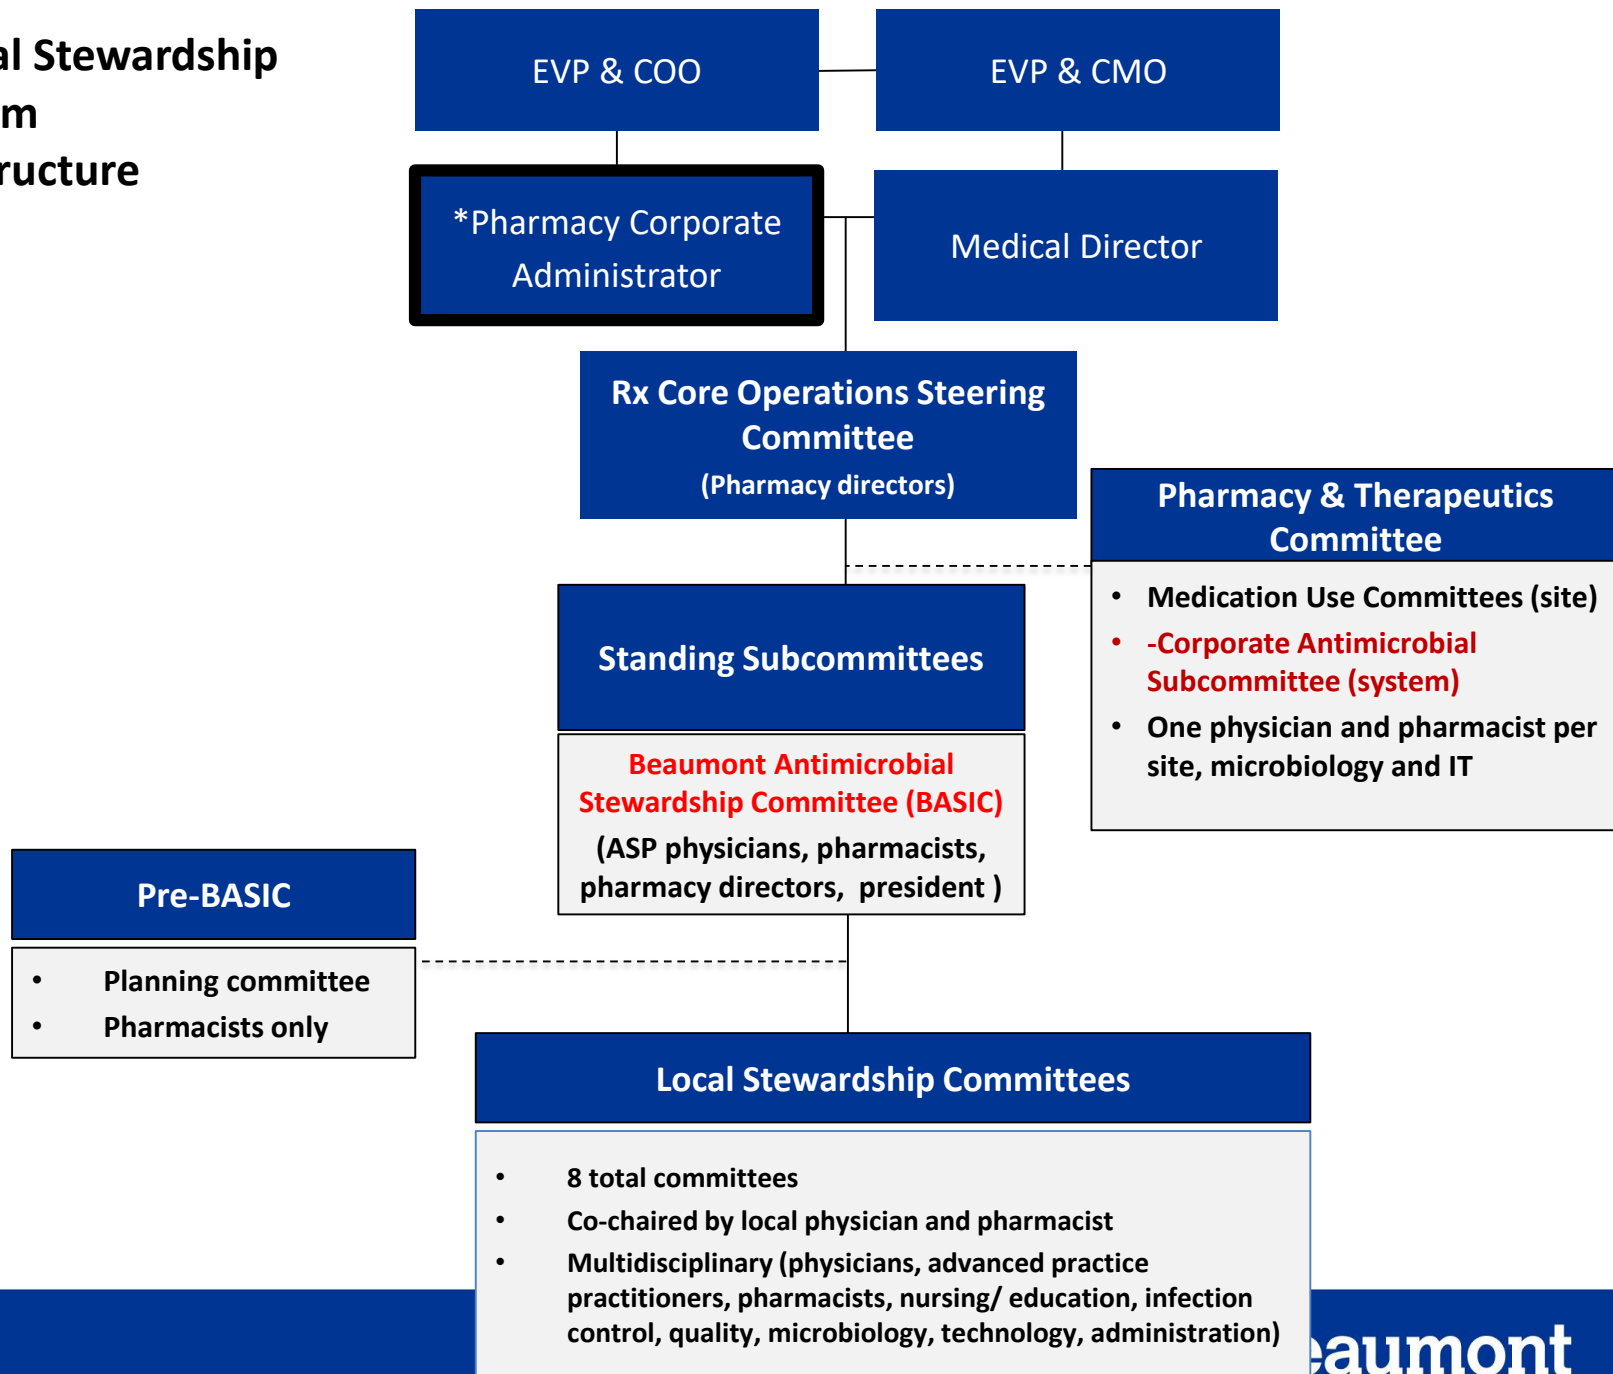 al Stewardship
m
ructure
EVP & COO
EVP & CMO
*Pharmacy Corporate
Administrator
Medical Director
Rx Core Operations Steering
Committee
(Pharmacy directors)
Pharmacy & Therapeutics
Committee
• Medication Use Committees (site)
• -Corporate Antimicrobial
Subcommittee (system)
• One physician and pharmacist per
site, microbiology and IT
Standing Subcommittees
Beaumont Antimicrobial
Stewardship Committee (BASIC)
(ASP physicians, pharmacists,
pharmacy directors, president )
Pre-BASIC
• Planning committee
• Pharmacists only
Local Stewardship Committees
• 8 total committees
• Co-chaired by local physician and pharmacist
• Multidisciplinary (physicians, advanced practice
practitioners, pharmacists, nursing/ education, infection
control, quality, microbiology, technology, administration)
eaumont